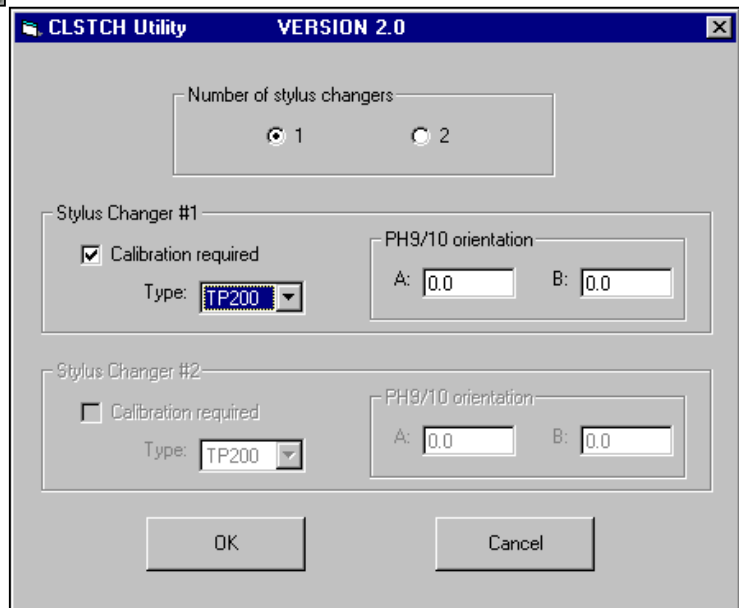 CLSTCH Utility VERSION 2.0
Number of stylus changers
1 2
Stylus Changer #1
Calibration required
Type: TP200
PH9/10 orientation
A: 0.0 B: 0.0
Stylus Changer #2
Calibration required
Type: TP200
PH9/10 orientation
A: 0.0 B: 0.0
OK Cancel